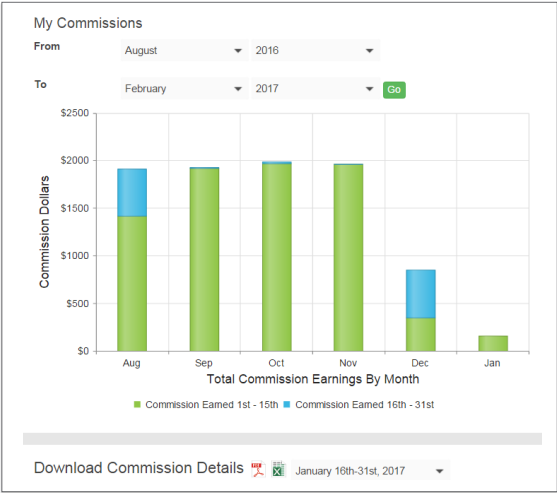 My Commissions
From August 2016
To February 2017 Go
$2500
$2000
$1500
$1000
$500
$0
Commission Dollars
Aug Sep Oct Nov Dec Jan
Total Commission Earnings By Month
Commission Earned 1st - 15th Commission Earned 16th - 31st
Download Commission Details January 16th-31st, 2017